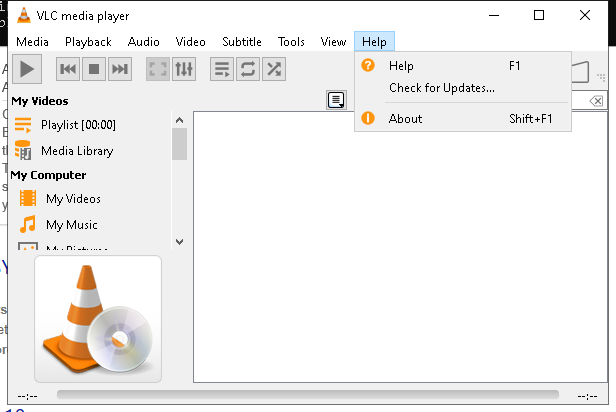 VLC media player
Media Playback Audio Video Subtitle Tools View Help
Help F1
Check for Updates...
About Shift+F1
My Videos
Playlist [00:00]
Media Library
My Computer
My Videos
My Music
My Pictures
--:-- --:--